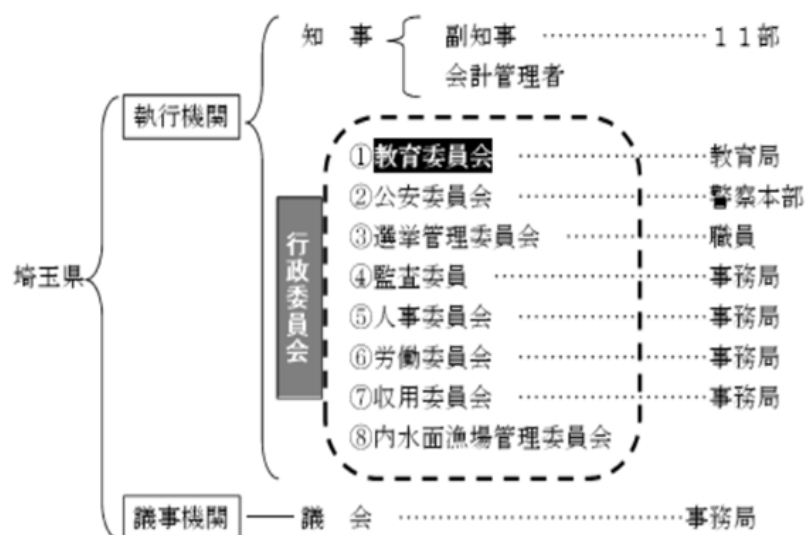 知　事　副知事 ………………… １１部
会計管理者
執行機関
①教育委員会 ………………… 教育局
②公安委員会 ………………… 警察本部
③選挙管理委員会 …………… 職員
行政委員会
埼玉県
④監査委員 …………………… 事務局
⑤人事委員会 ………………… 事務局
⑥労働委員会 ………………… 事務局
⑦収用委員会 ………………… 事務局
⑧内水面漁場管理委員会
議事機関　議　会 …………………………… 事務局